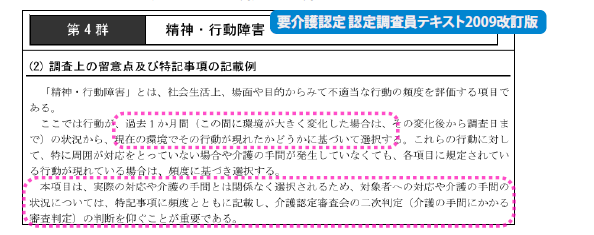 第4群 精神・行動障害 要介護認定 認定調査員テキスト2009改訂版
(2) 調査上の留意点及び特記事項の記載例
「精神・行動障害」とは、社会生活上、場面や目的からみて不適当な行動の頻度を評価する項目で
ある。
ここでは行動が、過去1か月間(この間に環境が大きく変化した場合は、その変化後から調査日ま
で)の状況から、現在の環境でその行動が現れたかどうかに基づいて選択する。これらの行動に対し
て、特に周囲が対応をとっていない場合や介護の手間が発生していなくても、各項目に規定されてい
る行動が現れている場合は、頻度に基づき選択する。
本項目は、実際の対応や介護の手間とは関係なく選択されるため、対象者への対応や介護の手間の
状況については、特記事項に頻度とともに記載し、介護認定審査会の二次判定(介護の手間にかかる
審査判定)の判断を仰ぐことが重要である。